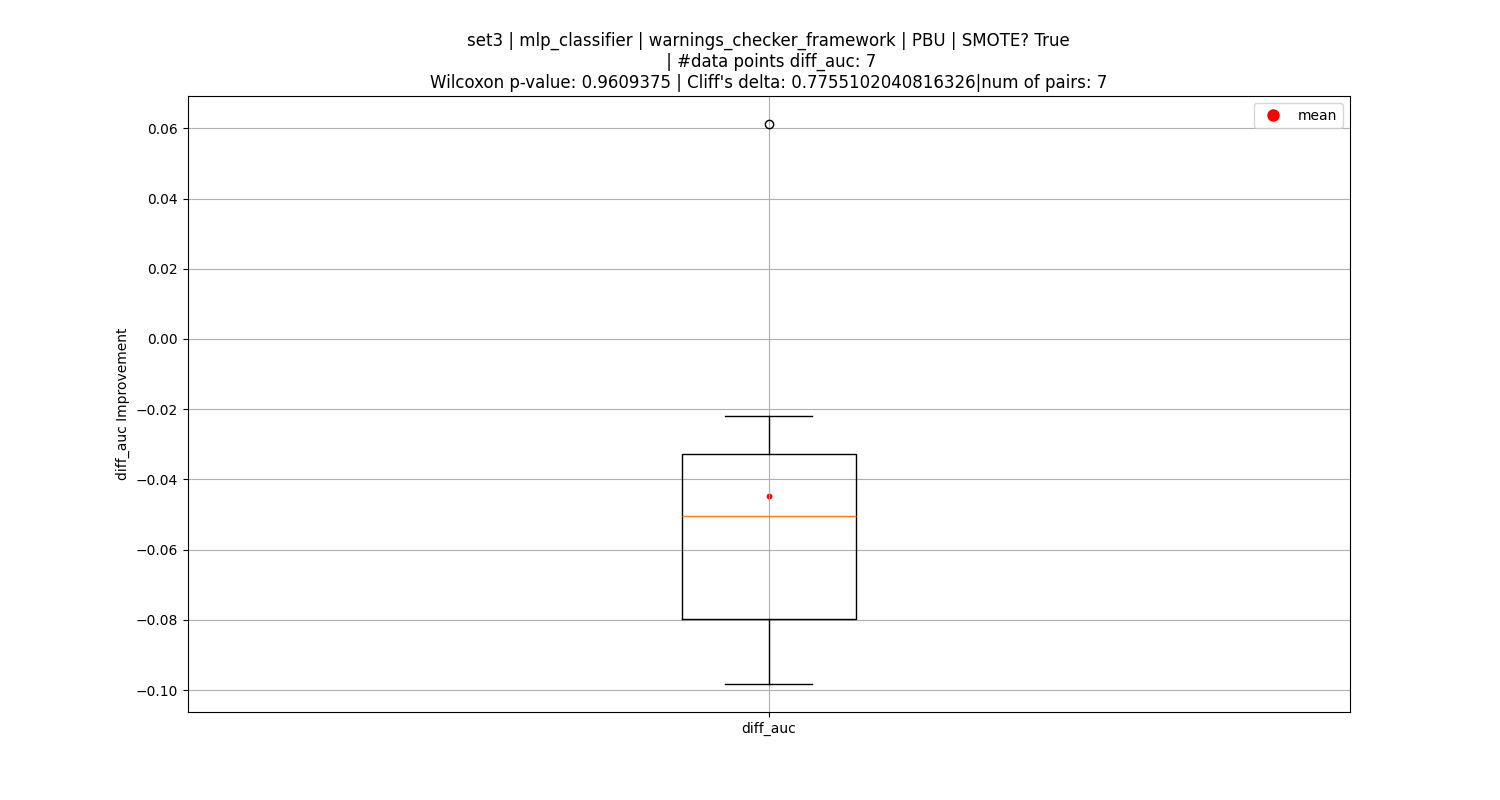 set3 | mlp_classifier | warnings_checker_framework | PBU | SMOTE? True
| #data points diff_auc: 7
Wilcoxon p-value: 0.9609375 | Cliff's delta: 0.7755102040816326|num of pairs: 7
mean
0.06
0.04
0.02
0.00
−0.02
−0.04
−0.06
−0.08
−0.10
diff_auc Improvement
diff_auc